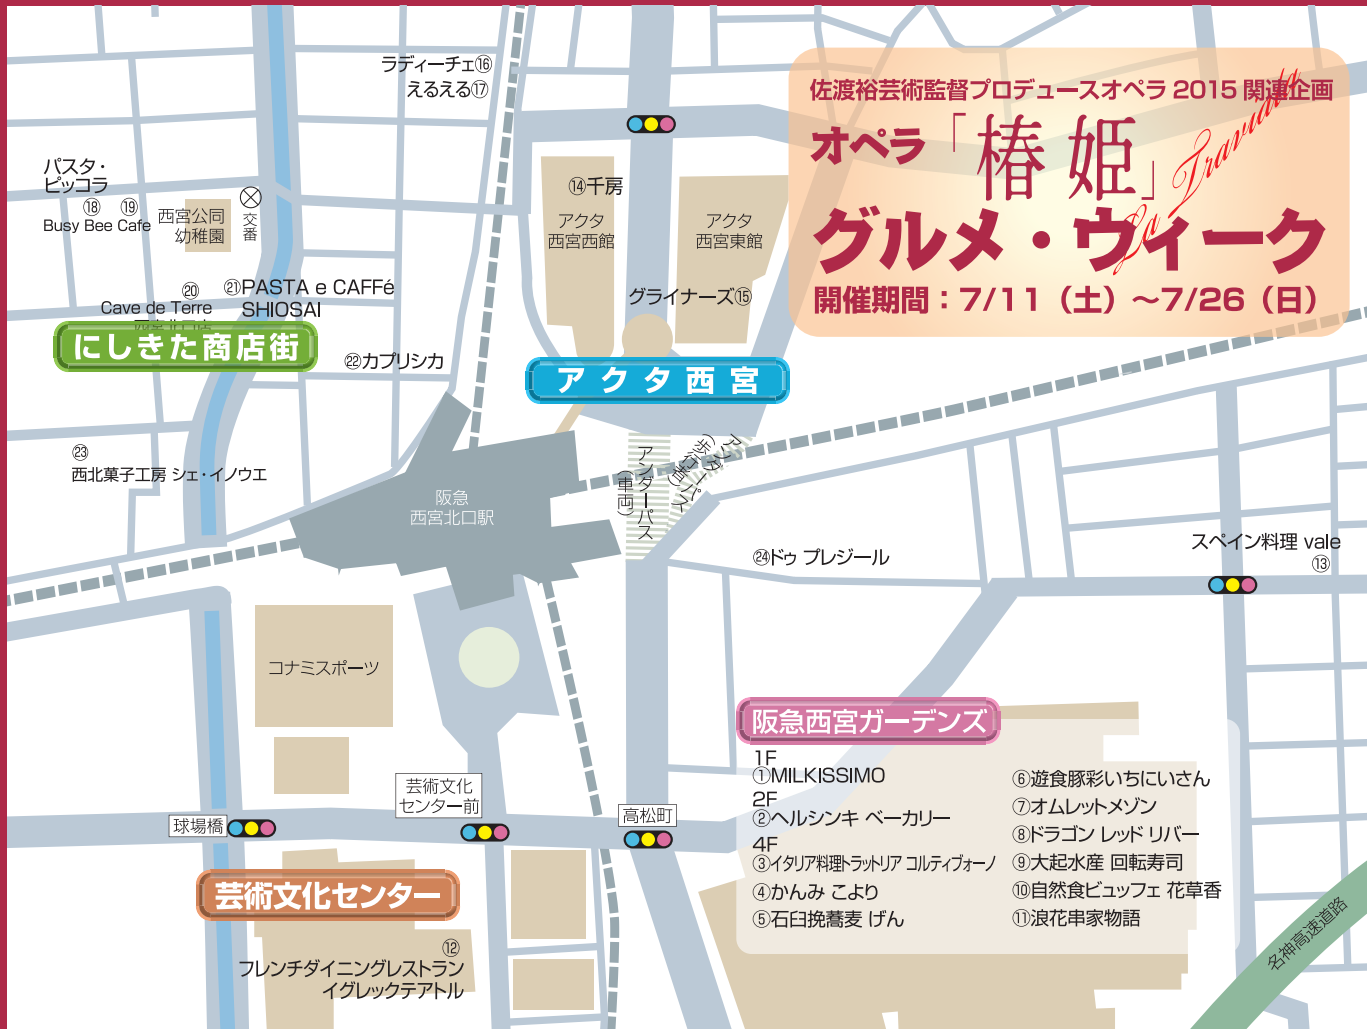 佐渡裕芸術監督プロデュースオペラ 2015 関連企画
オペラ「椿姫」
La Traviata
グルメ・ウィーク
開催期間：7/11（土）～7/26（日）
ラディーチェ⑯
えるえる⑰
パスタ・
ピッコラ
⑱ ⑲
Busy Bee Cafe
西宮公同
幼稚園
交番
⑭千房
アクタ
西宮西館
アクタ
西宮東館
グライナーズ⑮
⑳
Cave de Terre
西宮北口店
㉑PASTA e CAFFé
SHIOSAI
にしきた商店街
㉒カプリシカ
アクタ西宮
㉓
西北菓子工房 シェ・イノウエ
阪急
西宮北口駅
アンダーパス
（車両）
アンダーパス
（歩行者）
㉔ドゥ プレジール
スペイン料理 vale
⑬
コナミスポーツ
芸術文化
センター前
球場橋
高松町
阪急西宮ガーデンズ
1F
①MILKISSIMO
2F
②ヘルシンキ ベーカリー
4F
③イタリア料理トラットリア コルティブォーノ
④かんみ こより
⑤石臼挽蕎麦 げん
⑥遊食豚彩いちにいさん
⑦オムレットメゾン
⑧ドラゴン レッド リバー
⑨大起水産 回転寿司
⑩自然食ビュッフェ 花草香
⑪浪花串家物語
芸術文化センター
⑫
フレンチダイニングレストラン
イグレックテアトル
名神高速道路